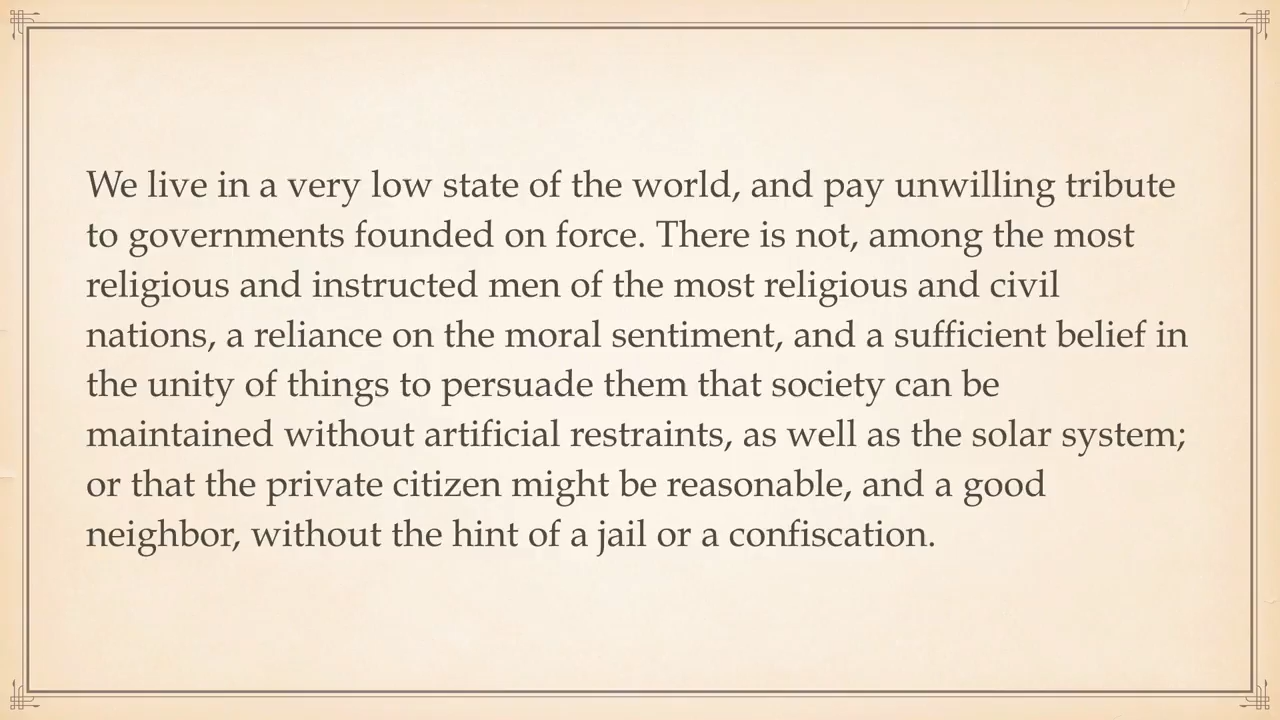 We live in a very low state of the world, and pay unwilling tribute
to governments founded on force. There is not, among the most
religious and instructed men of the most religious and civil
nations, a reliance on the moral sentiment, and a sufficient belief in
the unity of things to persuade them that society can be
maintained without artificial restraints, as well as the solar system;
or that the private citizen might be reasonable, and a good
neighbor, without the hint of a jail or a confiscation.